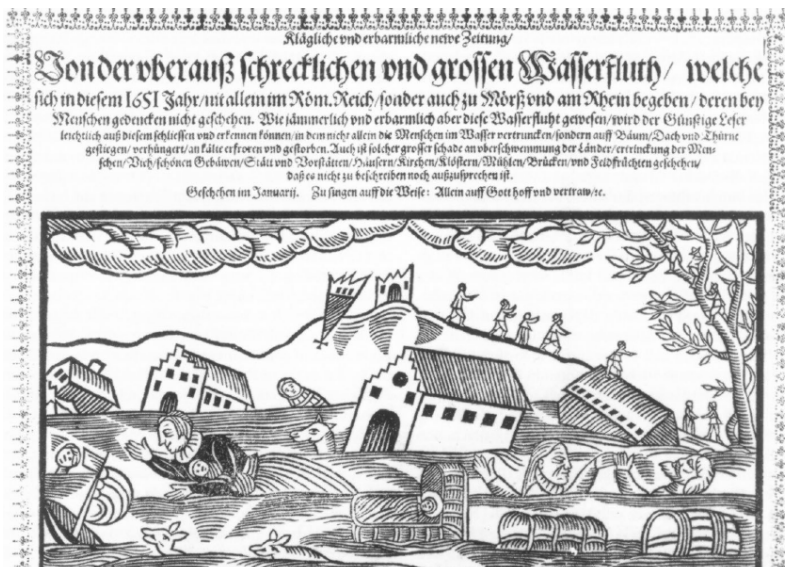 Klägliche vnd erbarmliche newe Zeitung/
Von der vberauß schrecklichen vnd grossen Wasserfluth/ welche
sich in diesem 1651 Jahr/nit allein im Röm. Reich/sonder auch zu Mörß vnd am Rhein begeben/deren bey
Menschen gedencken nicht geschehen. Wie jämmerlich vnd erbarmlich aber diese Wasserfluht gewesen/wird der Günstige Leser
leichtlich auß diesem schliessen vnd erkennen können/in dem nicht allein die Menschen im Wasser vertruncken/sondern auff Bäum/Dach vnd Thürne
gestiegen/verhüngert/an kälte erfroren vnd gestorben. Auch ist solcher grosser schade an vberschwemmung der Länder/ertrinckung der Men-
schen/Vieh/schönen Gebäwen/Stätt vnd Vorstätten/Häusern/Kirchen/Klöstern/Mühlen/Brücken/vnd Feldfrüchten geschehen/
daß es nicht zu beschreiben noch außzusprechen ist.
Geschehen im Januarij. Zu singen auff die Weise: Allein auff Gott hoff vnd vertraw/ꝛc.